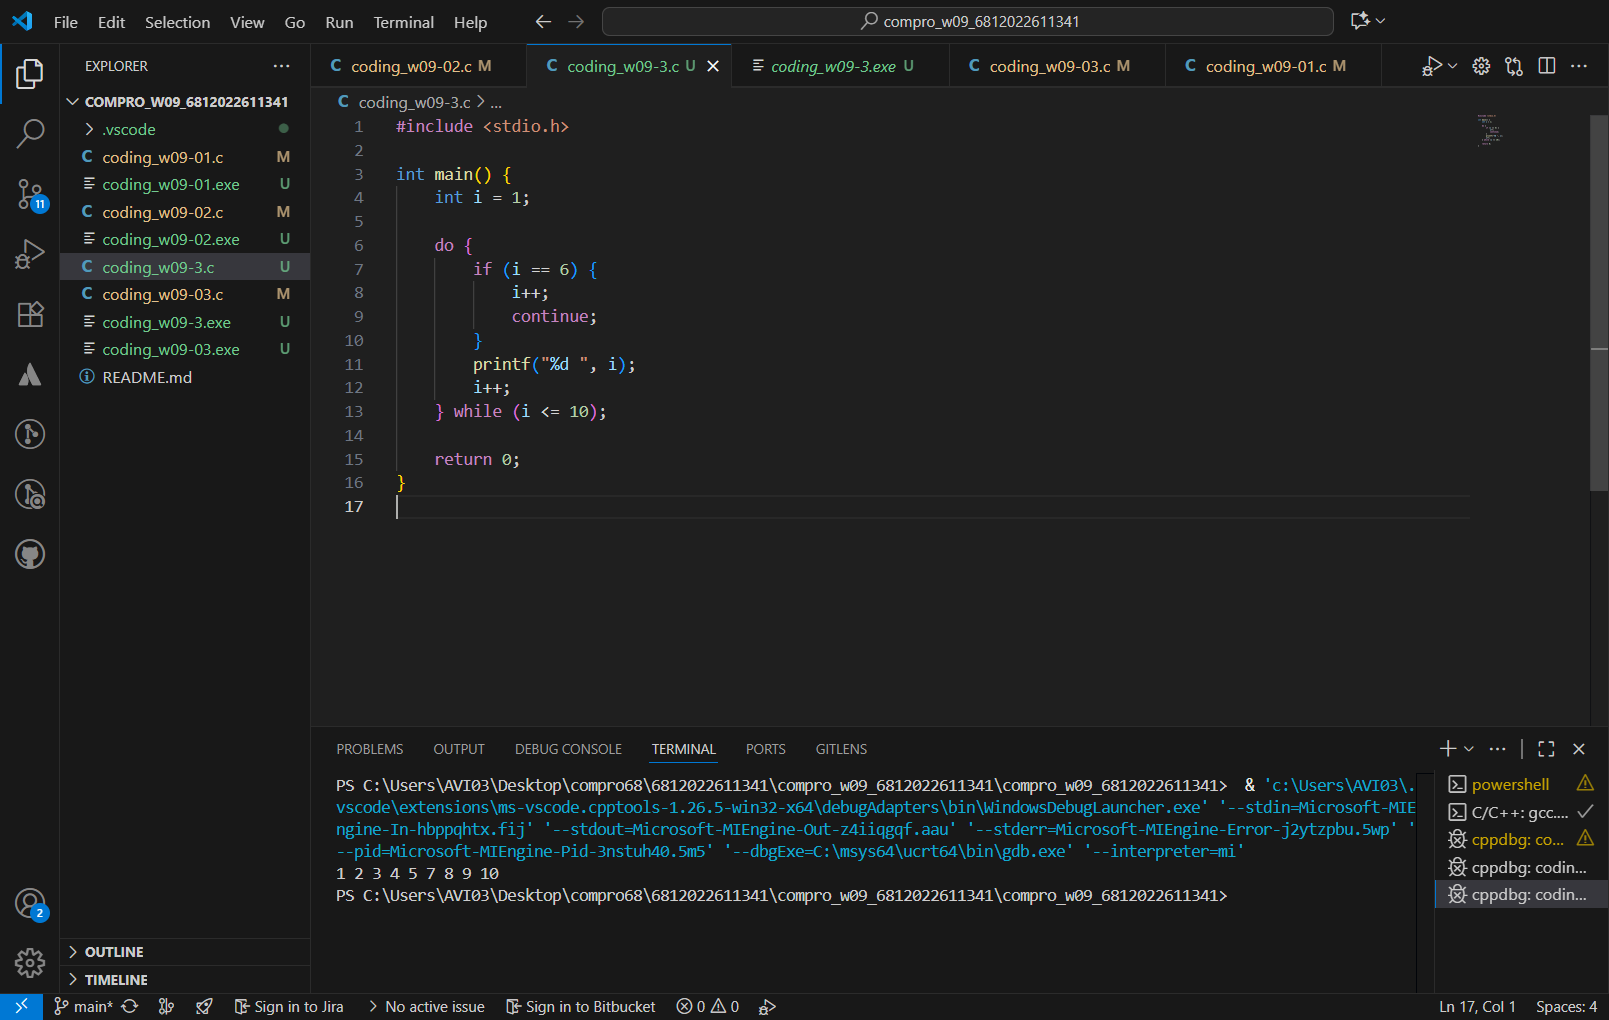 File Edit Selection View Go Run Terminal Help
compro_w09_6812022611341
EXPLORER
COMPRO_W09_6812022611341
.vscode
C coding_w09-01.c M
coding_w09-01.exe U
C coding_w09-02.c M
coding_w09-02.exe U
C coding_w09-3.c U
C coding_w09-03.c M
coding_w09-3.exe U
coding_w09-03.exe U
README.md
OUTLINE
TIMELINE
11
2
C coding_w09-02.c M
C coding_w09-3.c U
coding_w09-3.exe U
C coding_w09-03.c M
C coding_w09-01.c M
C coding_w09-3.c > ...
1 #include <stdio.h>
2
3 int main() {
4 int i = 1;
5
6 do {
7 if (i == 6) {
8 i++;
9 continue;
10 }
11 printf("%d ", i);
12 i++;
13 } while (i <= 10);
14
15 return 0;
16 }
17
PROBLEMS OUTPUT DEBUG CONSOLE TERMINAL PORTS GITLENS
PS C:\Users\AVI03\Desktop\compro68\6812022611341\compro_w09_6812022611341\compro_w09_6812022611341> & 'c:\Users\AVI03\.
vscode\extensions\ms-vscode.cpptools-1.26.5-win32-x64\debugAdapters\bin\WindowsDebugLauncher.exe' '--stdin=Microsoft-MIE
ngine-In-hbppqhtx.fij' '--stdout=Microsoft-MIEngine-Out-z4iiqgqf.aau' '--stderr=Microsoft-MIEngine-Error-j2ytzpbu.5wp' '
--pid=Microsoft-MIEngine-Pid-3nstuh40.5m5' '--dbgExe=C:\msys64\ucrt64\bin\gdb.exe' '--interpreter=mi'
1 2 3 4 5 7 8 9 10
PS C:\Users\AVI03\Desktop\compro68\6812022611341\compro_w09_6812022611341\compro_w09_6812022611341>
powershell
C/C++: gcc....
cppdbg: co...
cppdbg: codin...
cppdbg: codin...
main* Sign in to Jira > No active issue Sign in to Bitbucket 0 0 Ln 17, Col 1 Spaces: 4